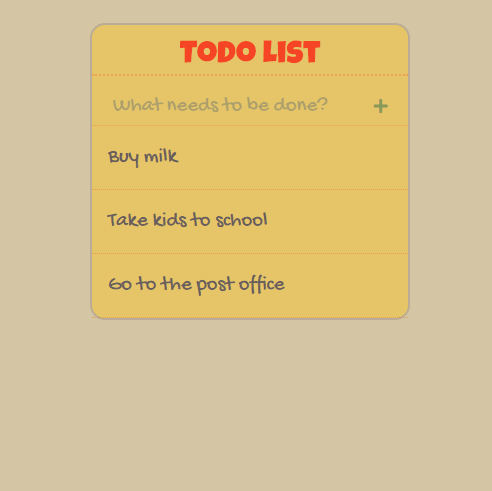 TODO LIST
What needs to be done? +
Buy milk
Take kids to school
Go to the post office